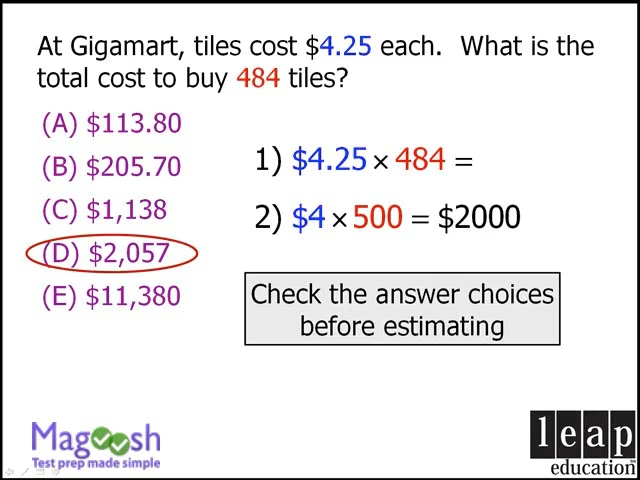 At Gigamart, tiles cost $4.25 each. What is the
total cost to buy 484 tiles?
(A) $113.80
(B) $205.70
(C) $1,138
(D) $2,057
(E) $11,380
1) $4.25 × 484 =
2) $4 × 500 = $2000
Check the answer choices
before estimating
Magoosh
Test prep made simple
leap
education